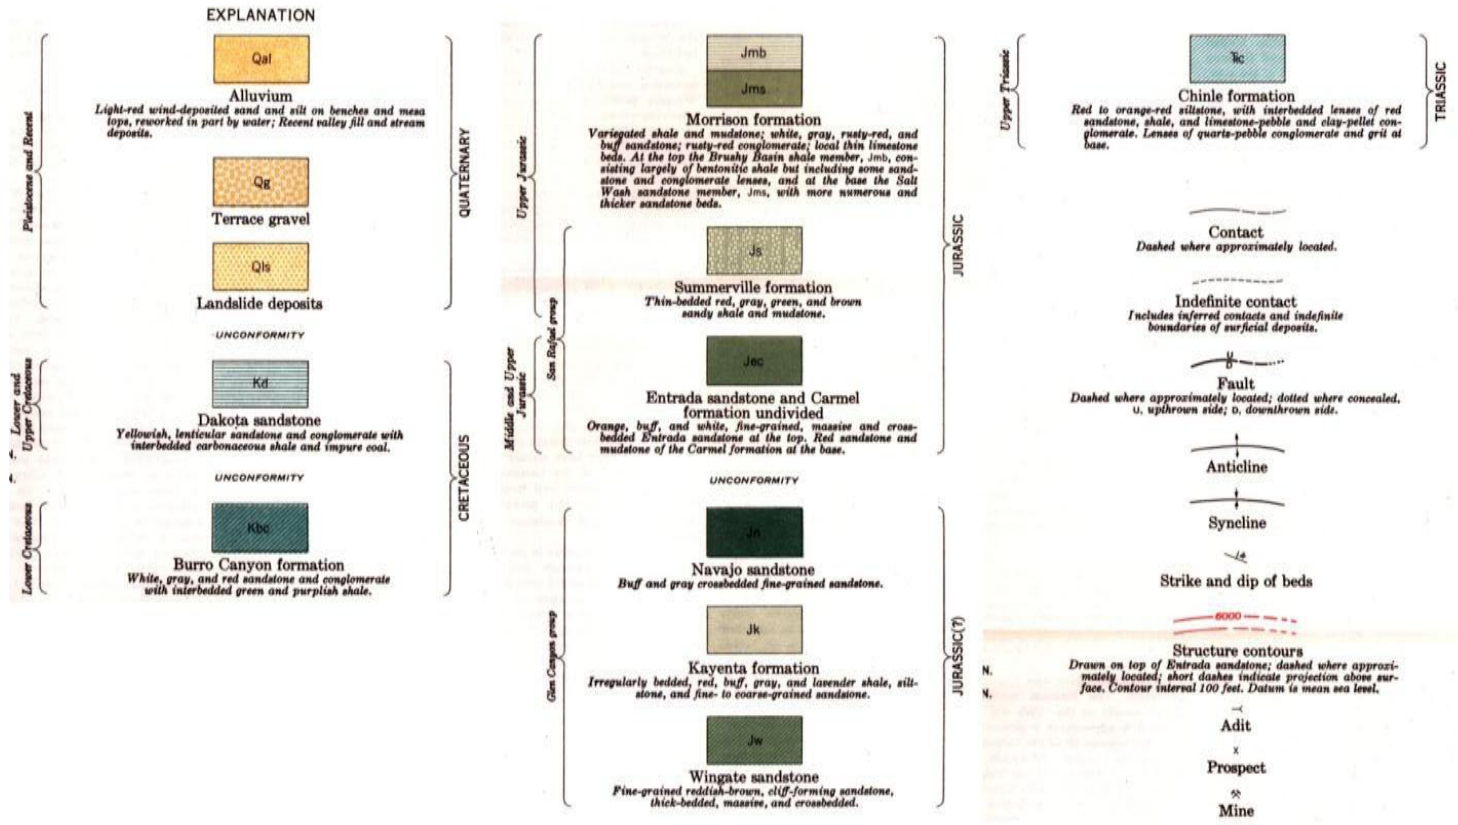 EXPLANATION
Pleistocene and Recent
Qal
Alluvium
Light-red wind-deposited sand and silt on benches and mesa
tops, reworked in part by water; Recent valley fill and stream
deposits.
Qg
Terrace gravel
Qls
Landslide deposits
QUATERNARY
UNCONFORMITY
Lower and
Upper Cretaceous
Kd
Dakota sandstone
Yellowish, lenticular sandstone and conglomerate with
interbedded carbonaceous shale and impure coal.
UNCONFORMITY
Lower Cretaceous
Kbc
Burro Canyon formation
White, gray, and red sandstone and conglomerate
with interbedded green and purplish shale.
CRETACEOUS
Upper Jurassic
Jmb
Jms
Morrison formation
Variegated shale and mudstone; white, gray, rusty-red, and
buff sandstone; rusty-red conglomerate; local thin limestone
beds. At the top the Brushy Basin shale member, Jmb, con-
sisting largely of bentonitic shale but including some sand-
stone and conglomerate lenses, and at the base the Salt
Wash sandstone member, Jms, with more numerous and
thicker sandstone beds.
San Rafael group
Js
Summerville formation
Thin-bedded red, gray, green, and brown
sandy shale and mudstone.
Middle and Upper
Jurassic
Jec
Entrada sandstone and Carmel
formation undivided
Orange, buff, and white, fine-grained, massive and cross-
bedded Entrada sandstone at the top. Red sandstone and
mudstone of the Carmel formation at the base.
JURASSIC
UNCONFORMITY
Glen Canyon group
Jn
Navajo sandstone
Buff and gray crossbedded fine-grained sandstone.
Jk
Kayenta formation
Irregularly bedded, red, buff, gray, and lavender shale, silt-
stone, and fine- to coarse-grained sandstone.
Jw
Wingate sandstone
Fine-grained reddish-brown, cliff-forming sandstone,
thick-bedded, massive, and crossbedded.
JURASSIC(?)
Upper Triassic
Ꞇc
Chinle formation
Red to orange-red siltstone, with interbedded lenses of red
sandstone, shale, and limestone-pebble and clay-pellet con-
glomerate. Lenses of quartz-pebble conglomerate and grit at
base.
TRIASSIC
Contact
Dashed where approximately located.
Indefinite contact
Includes inferred contacts and indefinite
boundaries of surficial deposits.
U
D
Fault
Dashed where approximately located; dotted where concealed.
U, upthrown side; D, downthrown side.
Anticline
Syncline
14
Strike and dip of beds
6000
Structure contours
Drawn on top of Entrada sandstone; dashed where approxi-
mately located; short dashes indicate projection above sur-
face. Contour interval 100 feet. Datum is mean sea level.
N.
N.
Adit
x
Prospect
Mine